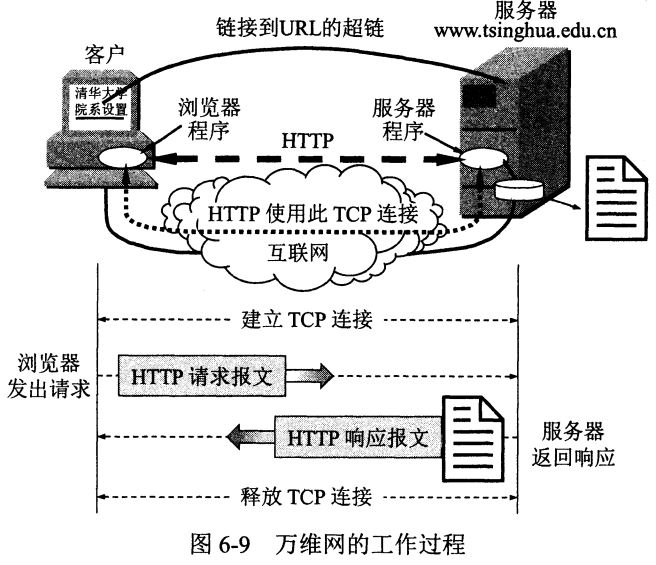 链接到URL的超链
服务器
www.tsinghua.edu.cn
客户
清华大学
院系设置
浏览器
程序
服务器
程序
HTTP
HTTP 使用此 TCP 连接
互联网
建立 TCP 连接
浏览器
发出请求
HTTP 请求报文
HTTP 响应报文
服务器
返回响应
释放 TCP 连接
图 6-9 万维网的工作过程